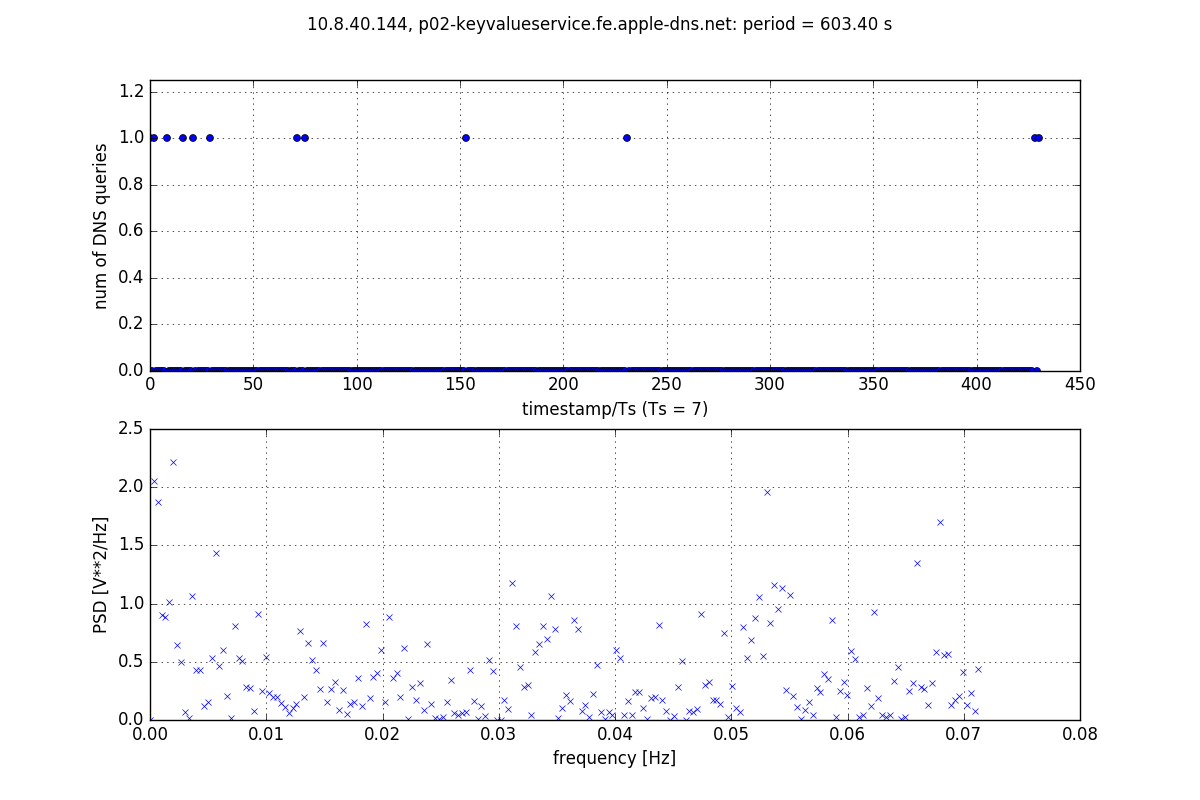 10.8.40.144, p02-keyvalueservice.fe.apple-dns.net: period = 603.40 s
num of DNS queries
1.2
1.0
0.8
0.6
0.4
0.2
0.0
0 50 100 150 200 250 300 350 400 450
timestamp/Ts (Ts = 7)
PSD [V**2/Hz]
2.5
2.0
1.5
1.0
0.5
0.0
0.00 0.01 0.02 0.03 0.04 0.05 0.06 0.07 0.08
frequency [Hz]